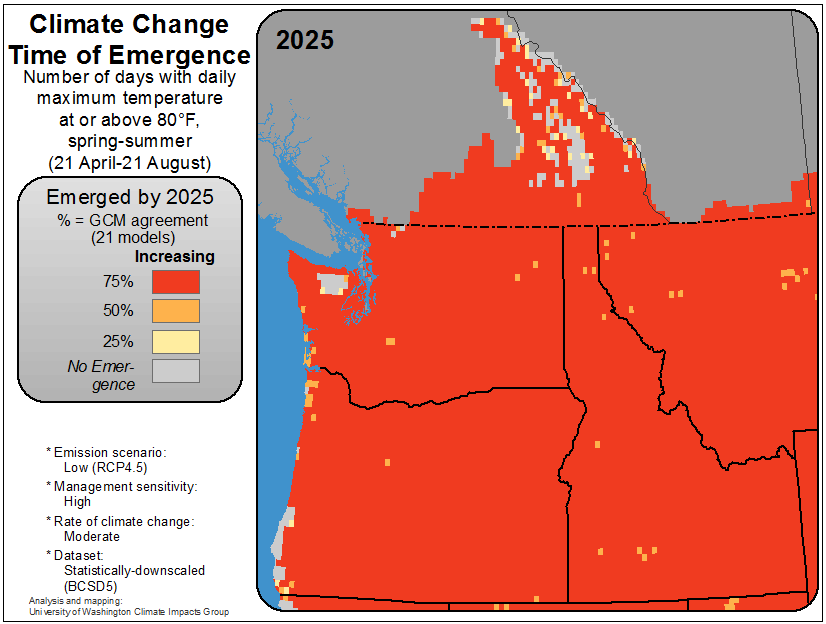 Climate Change
Time of Emergence
Number of days with daily
maximum temperature
at or above 80°F,
spring-summer
(21 April-21 August)
Emerged by 2025
% = GCM agreement
(21 models)
Increasing
75%
50%
25%
No Emer-
gence
* Emission scenario:
Low (RCP4.5)
* Management sensitivity:
High
* Rate of climate change:
Moderate
* Dataset:
Statistically-downscaled
(BCSD5)
Analysis and mapping:
University of Washington Climate Impacts Group
2025